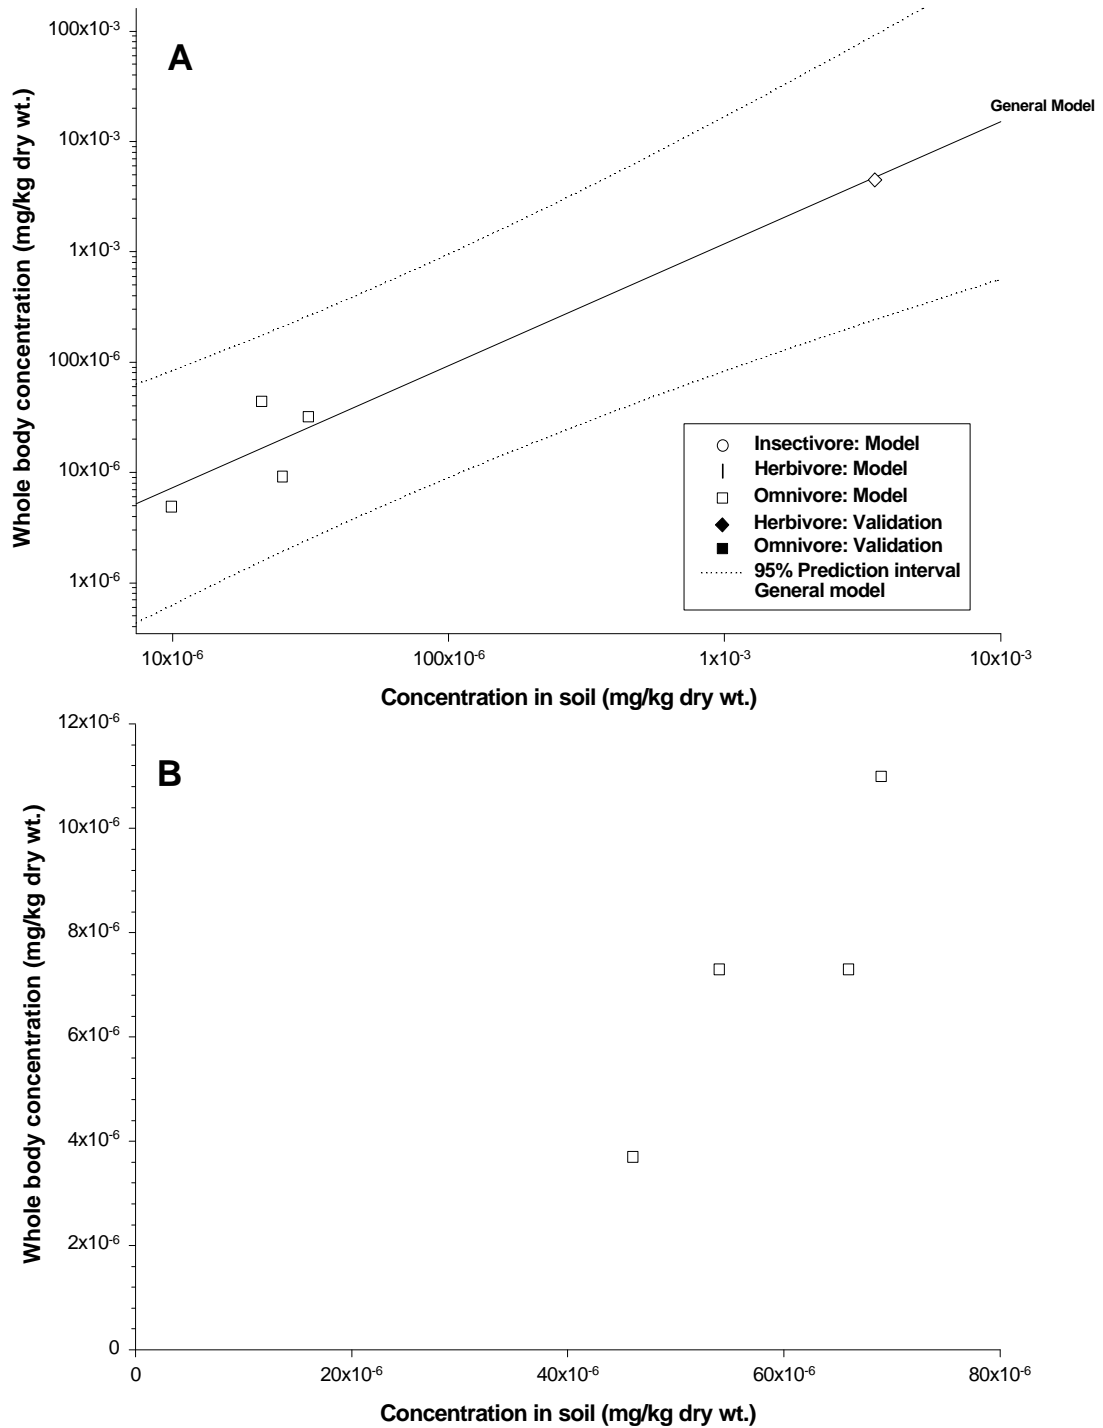 A
100x10⁻³
10x10⁻³
1x10⁻³
100x10⁻⁶
10x10⁻⁶
1x10⁻⁶
Whole body concentration (mg/kg dry wt.)
General Model
Insectivore: Model
Herbivore: Model
Omnivore: Model
Herbivore: Validation
Omnivore: Validation
95% Prediction interval
General model
10x10⁻⁶ 100x10⁻⁶ 1x10⁻³ 10x10⁻³
Concentration in soil (mg/kg dry wt.)
B
12x10⁻⁶
10x10⁻⁶
8x10⁻⁶
6x10⁻⁶
4x10⁻⁶
2x10⁻⁶
0
Whole body concentration (mg/kg dry wt.)
0 20x10⁻⁶ 40x10⁻⁶ 60x10⁻⁶ 80x10⁻⁶
Concentration in soil (mg/kg dry wt.)